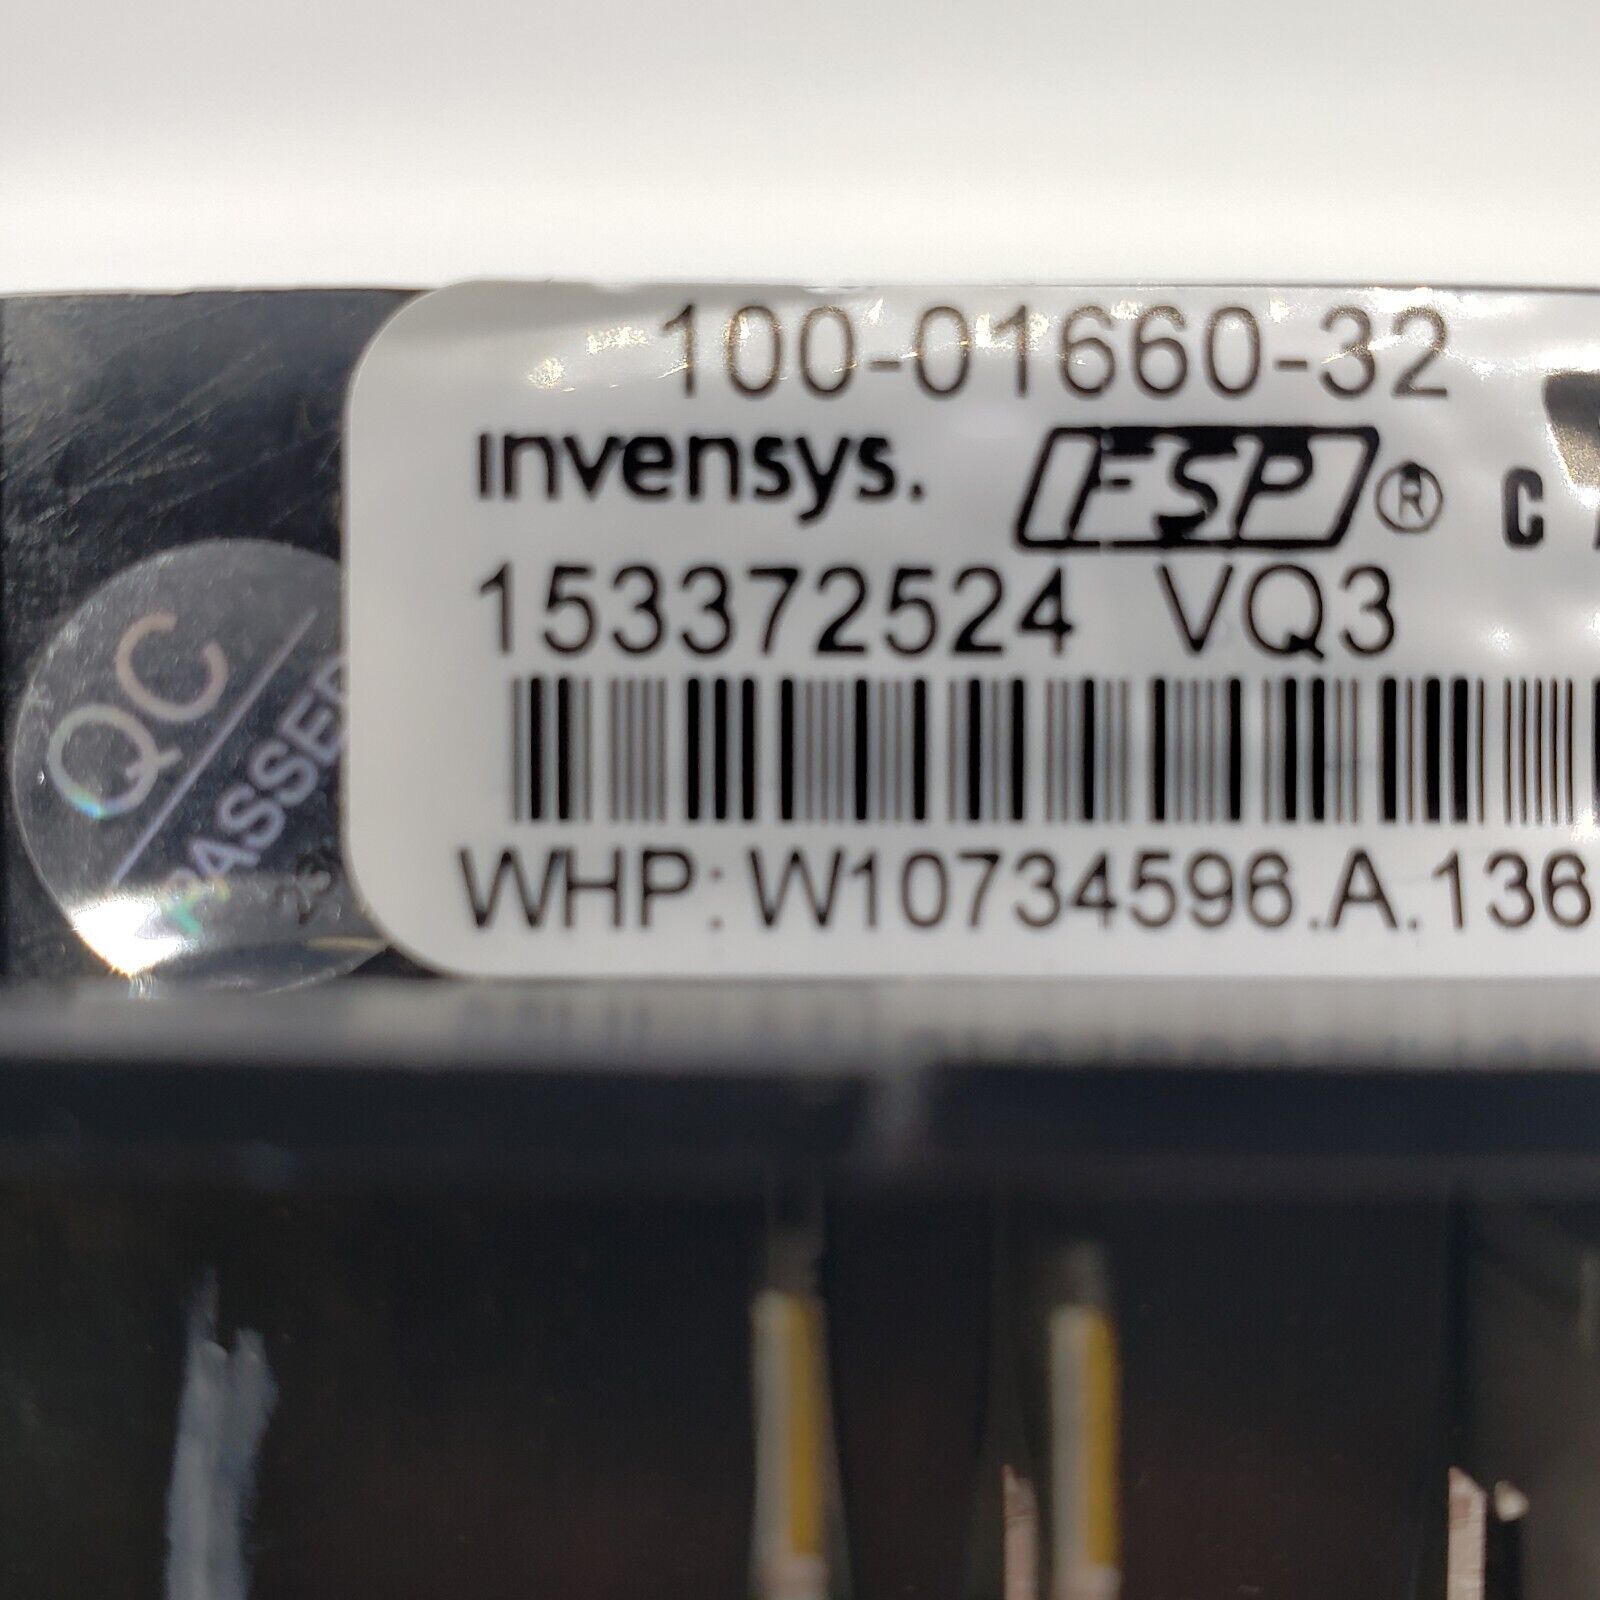 100-01660-32
invensys. FSP® C
153372524 VQ3
WHP: W10734596.A.136
QC
PASSED